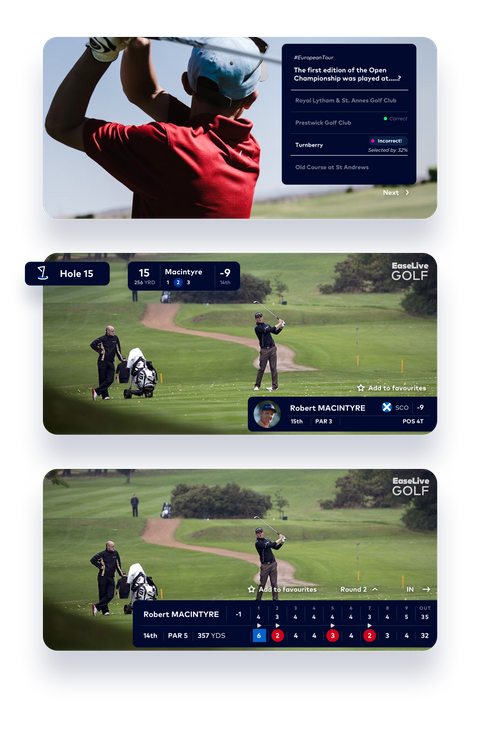 #EuropeanTour
The first edition of the Open
Championship was played at.....?
Royal Lytham & St. Annes Golf Club
Prestwick Golf Club
Correct
Turnberry
Incorrect!
Selected by 32%
Old Course at St Andrews
Next
Hole 15
15 Macintyre -9
256 YRD 1 2 3 14th
EaseLive
GOLF
Add to favourites
Robert MACINTYRE SCO -9
15th PAR 3 POS 4T
EaseLive
GOLF
Add to favourites Round 2 IN
1 2 3 4 5 6 7 8 9 OUT
Robert MACINTYRE -1 4 3 4 4 4 4 3 4 5 35
14th PAR 5 357 YDS 6 2 4 4 3 4 2 3 4 32